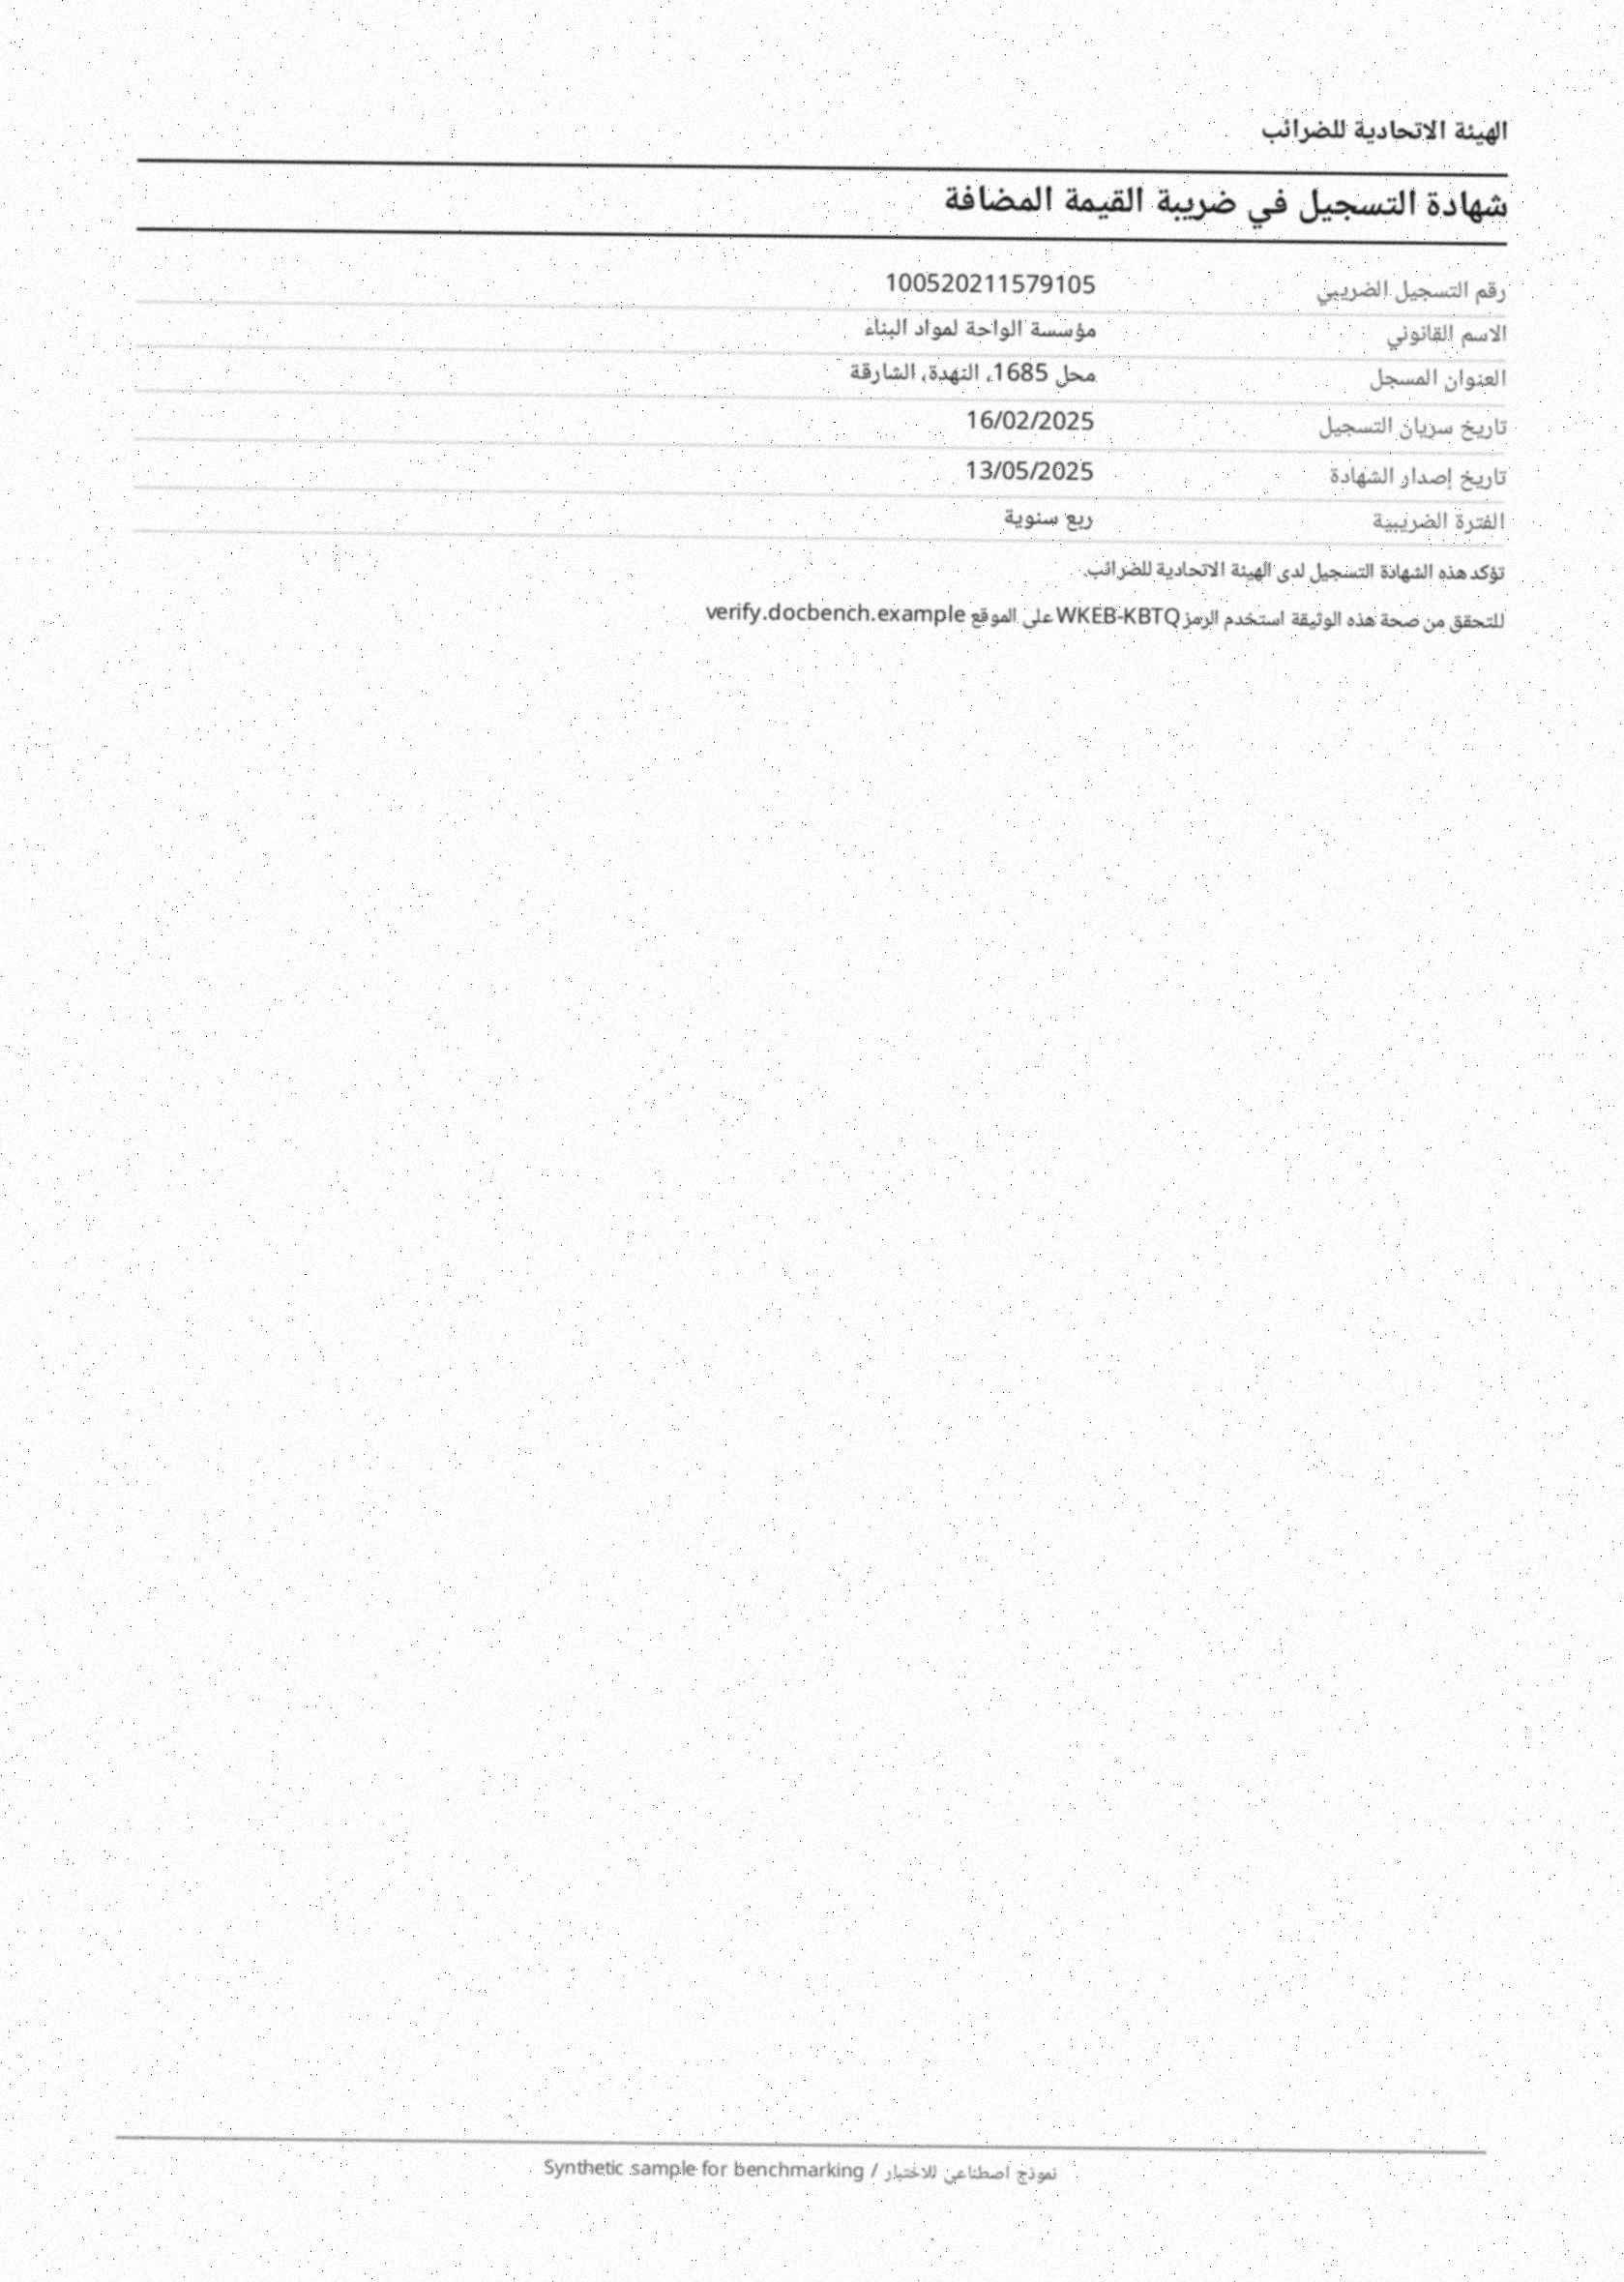 الهيئة الاتحادية للضرائب
شهادة التسجيل في ضريبة القيمة المضافة
رقم التسجيل الضريبي 100520211579105
الاسم القانوني مؤسسة الواحة لمواد البناء
العنوان المسجل محل 1685، النهدة، الشارقة
تاريخ سريان التسجيل 16/02/2025
تاريخ إصدار الشهادة 13/05/2025
الفترة الضريبية ربع سنوية
تؤكد هذه الشهادة التسجيل لدى الهيئة الاتحادية للضرائب.
للتحقق من صحة هذه الوثيقة استخدم الرمز WKEB-KBTQ على الموقع verify.docbench.example
نموذج اصطناعي للاختبار / Synthetic sample for benchmarking